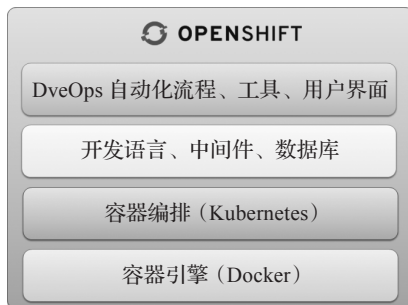 OPENSHIFT
DveOps 自动化流程、工具、用户界面
开发语言、中间件、数据库
容器编排（Kubernetes）
容器引擎（Docker）